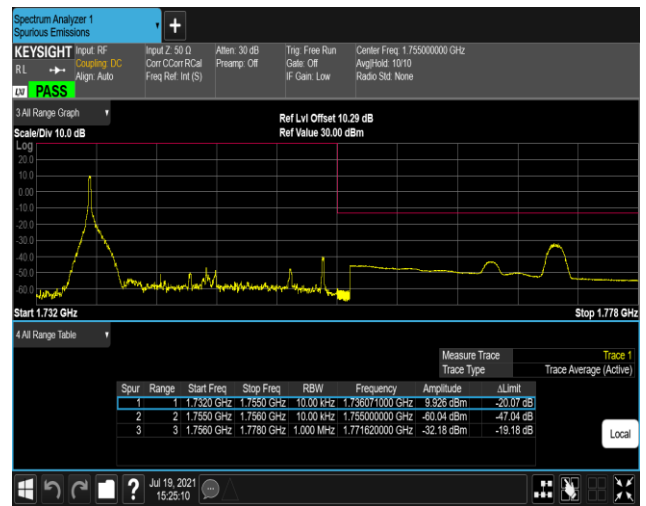 Spectrum Analyzer 1
Spurious Emissions
KEYSIGHT Input: RF Input Z: 50 Ω Atten: 30 dB Trig: Free Run Center Freq: 1.755000000 GHz
RL Coupling: DC Corr CCorr RCal Preamp: Off Gate: Off Avg|Hold: 10/10
Align: Auto Freq Ref: Int (S) IF Gain: Low Radio Std: None
LXI PASS
3 All Range Graph
Ref Lvl Offset 10.29 dB
Scale/Div 10.0 dB Ref Value 30.00 dBm
Log
20.0
10.0
0.00
-10.0
-20.0
-30.0
-40.0
-50.0
-60.0
Start 1.732 GHz Stop 1.778 GHz
4 All Range Table
Measure Trace Trace 1
Trace Type Trace Average (Active)
Spur Range Start Freq Stop Freq RBW Frequency Amplitude ΔLimit
1 1 1.7320 GHz 1.7550 GHz 10.00 kHz 1.736071000 GHz 9.926 dBm -20.07 dB
2 2 1.7550 GHz 1.7560 GHz 10.00 kHz 1.755000000 GHz -60.04 dBm -47.04 dB
3 3 1.7560 GHz 1.7780 GHz 1.000 MHz 1.771620000 GHz -32.18 dBm -19.18 dB
Local
Jul 19, 2021
15:25:10